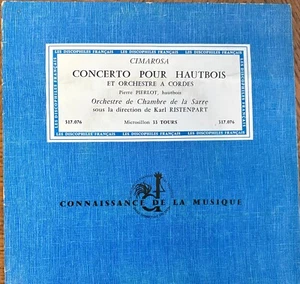 LES DISCOPHILES FRANÇAIS LES DISCOPHILES FRANÇAIS LES DISCOPHILES FRANÇAIS
CIMAROSA
CONCERTO POUR HAUTBOIS
ET ORCHESTRE A CORDES
Pierre PIERLOT, hautbois
Orchestre de Chambre de la Sarre
sous la direction de Karl RISTENPART
317.076 Microsillon 33 TOURS 317.076
LES DISCOPHILES FRANÇAIS LES DISCOPHILES FRANÇAIS LES DISCOPHILES FRANÇAIS
CONNAISSANCE DE LA MUSIQUE